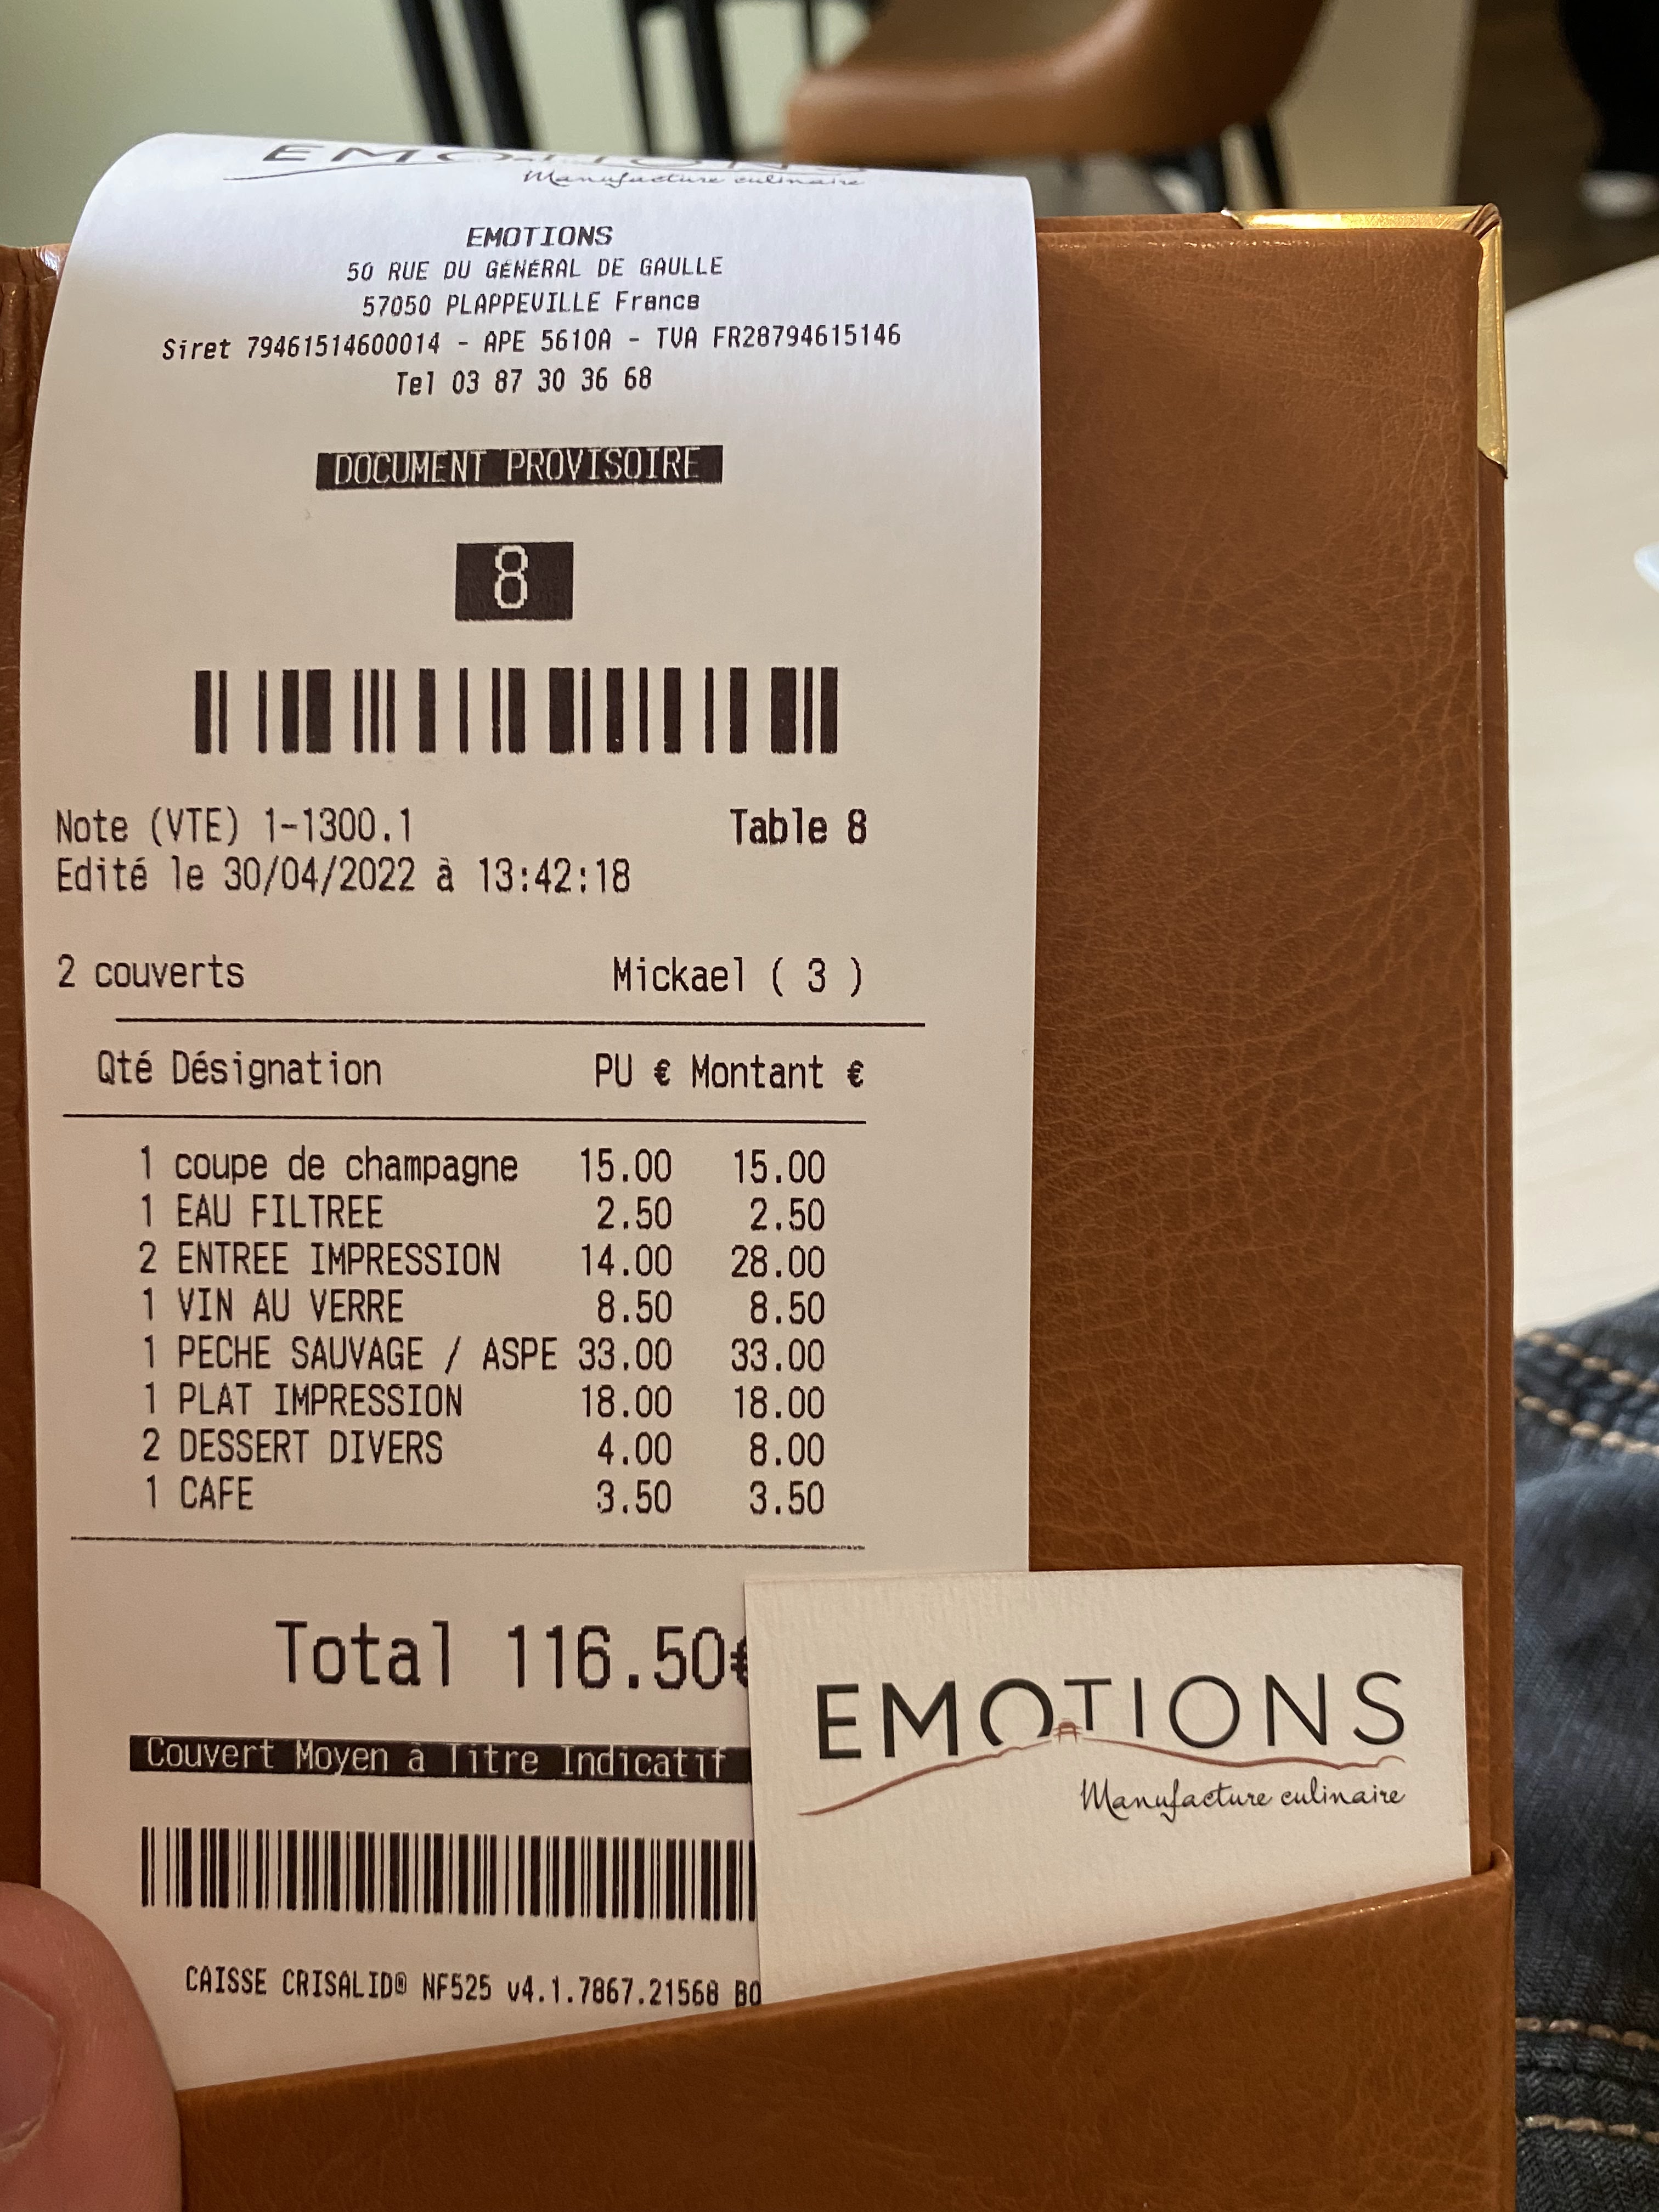 EMOTIONS
Manufacture culinaire
EMOTIONS
50 RUE DU GÉNÉRAL DE GAULLE
57050 PLAPPEVILLE France
Siret 79461514600014 - APE 5610A - TVA FR28794615146
Tel 03 87 30 36 68
DOCUMENT PROVISOIRE
8
Note (VTE) 1-1300.1 Table 8
Edité le 30/04/2022 à 13:42:18
2 couverts Mickael ( 3 )
Qté Désignation PU € Montant €
1 coupe de champagne 15.00 15.00
1 EAU FILTREE 2.50 2.50
2 ENTREE IMPRESSION 14.00 28.00
1 VIN AU VERRE 8.50 8.50
1 PECHE SAUVAGE / ASPE 33.00 33.00
1 PLAT IMPRESSION 18.00 18.00
2 DESSERT DIVERS 4.00 8.00
1 CAFE 3.50 3.50
Total 116.50€
Couvert Moyen à Titre Indicatif
CAISSE CRISALID® NF525 v4.1.7867.21568 BO
EMOTIONS
Manufacture culinaire